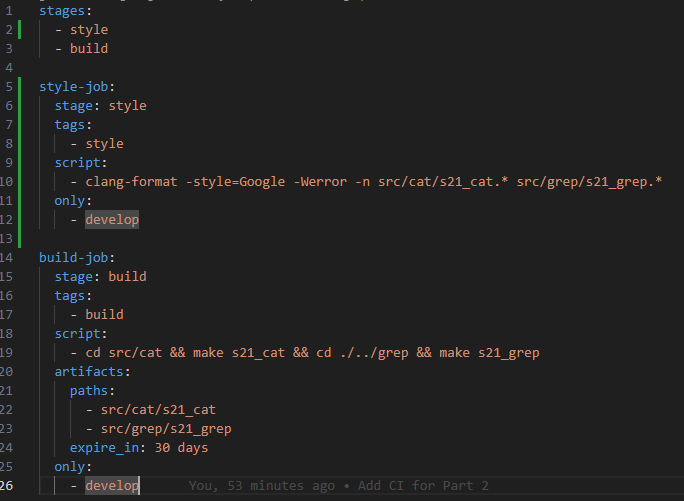 1 stages:
2   - style
3   - build
4
5 style-job:
6   stage: style
7   tags:
8     - style
9   script:
10     - clang-format -style=Google -Werror -n src/cat/s21_cat.* src/grep/s21_grep.*
11   only:
12     - develop
13
14 build-job:
15   stage: build
16   tags:
17     - build
18   script:
19     - cd src/cat && make s21_cat && cd ./../grep && make s21_grep
20   artifacts:
21     paths:
22       - src/cat/s21_cat
23       - src/grep/s21_grep
24     expire_in: 30 days
25   only:
26     - develop You, 53 minutes ago • Add CI for Part 2